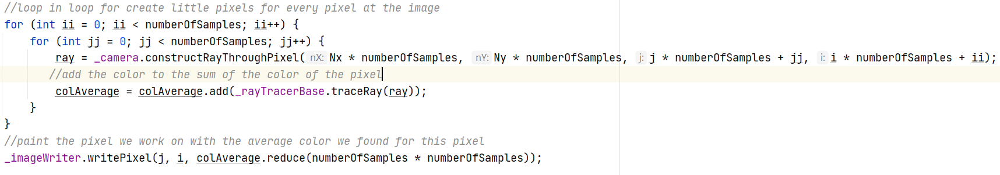 //loop in loop for create little pixels for every pixel at the image
for (int ii = 0; ii < numberOfSamples; ii++) {
    for (int jj = 0; jj < numberOfSamples; jj++) {
        ray = _camera.constructRayThroughPixel( nX: Nx * numberOfSamples, nY: Ny * numberOfSamples, j: j * numberOfSamples + jj, i: i * numberOfSamples + ii);
       //add the color to the sum of the color of the pixel
        colAverage = colAverage.add(_rayTracerBase.traceRay(ray));
    }
}
//paint the pixel we work on with the average color we found for this pixel
_imageWriter.writePixel(j, i, colAverage.reduce(numberOfSamples * numberOfSamples));